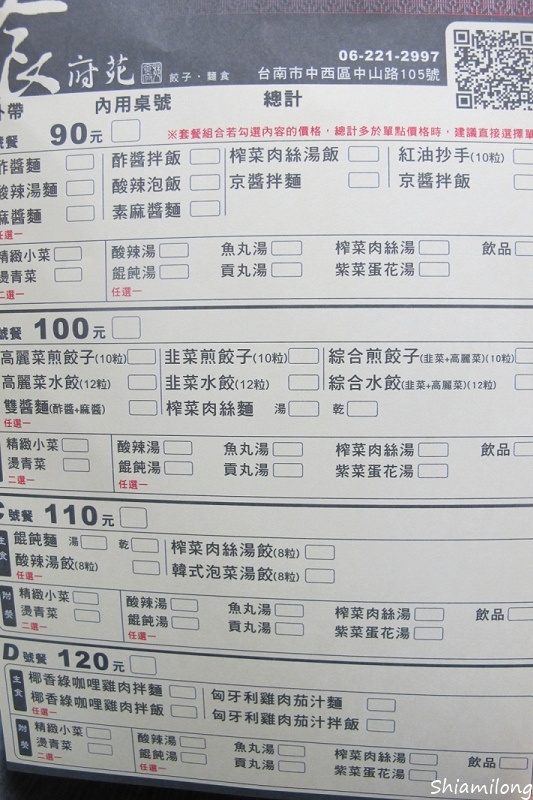 食府苑 餃子·麵食
06-221-2997
台南市中西區中山路105號
外帶 內用桌號 總計
號餐 90元 ※套餐組合若勾選內容的價格,總計多於單點價格時,建議直接選擇單
酢醬麵 酢醬拌飯 榨菜肉絲湯飯 紅油抄手(10粒)
酸辣湯麵 酸辣泡飯 京醬拌麵 京醬拌飯
麻醬麵 素麻醬麵
任選一
精緻小菜 酸辣湯 魚丸湯 榨菜肉絲湯 飲品
燙青菜 餛飩湯 貢丸湯 紫菜蛋花湯
二選一 任選一
號餐 100元
高麗菜煎餃子(10粒) 韭菜煎餃子(10粒) 綜合煎餃子(韭菜+高麗菜)(10粒)
高麗菜水餃(12粒) 韭菜水餃(12粒) 綜合水餃(韭菜+高麗菜)(12粒)
雙醬麵(酢醬+麻醬) 榨菜肉絲麵 湯 乾
任選一
精緻小菜 酸辣湯 魚丸湯 榨菜肉絲湯 飲品
燙青菜 餛飩湯 貢丸湯 紫菜蛋花湯
二選一 任選一
C 號餐 110元
主食 餛飩麵 湯 乾 榨菜肉絲湯餃(8粒)
酸辣湯餃(8粒) 韓式泡菜湯餃(8粒)
任選一
附餐 精緻小菜 酸辣湯 魚丸湯 榨菜肉絲湯 飲品
燙青菜 餛飩湯 貢丸湯 紫菜蛋花湯
二選一 任選一
D 號餐 120元
主食 椰香綠咖哩雞肉拌麵 匈牙利雞肉茄汁麵
椰香綠咖哩雞肉拌飯 匈牙利雞肉茄汁拌飯
任選一
附餐 精緻小菜 酸辣湯 魚丸湯 榨菜肉絲湯 飲品
燙青菜 餛飩湯 貢丸湯 紫菜蛋花湯
二選一 任選一
Shiamilong